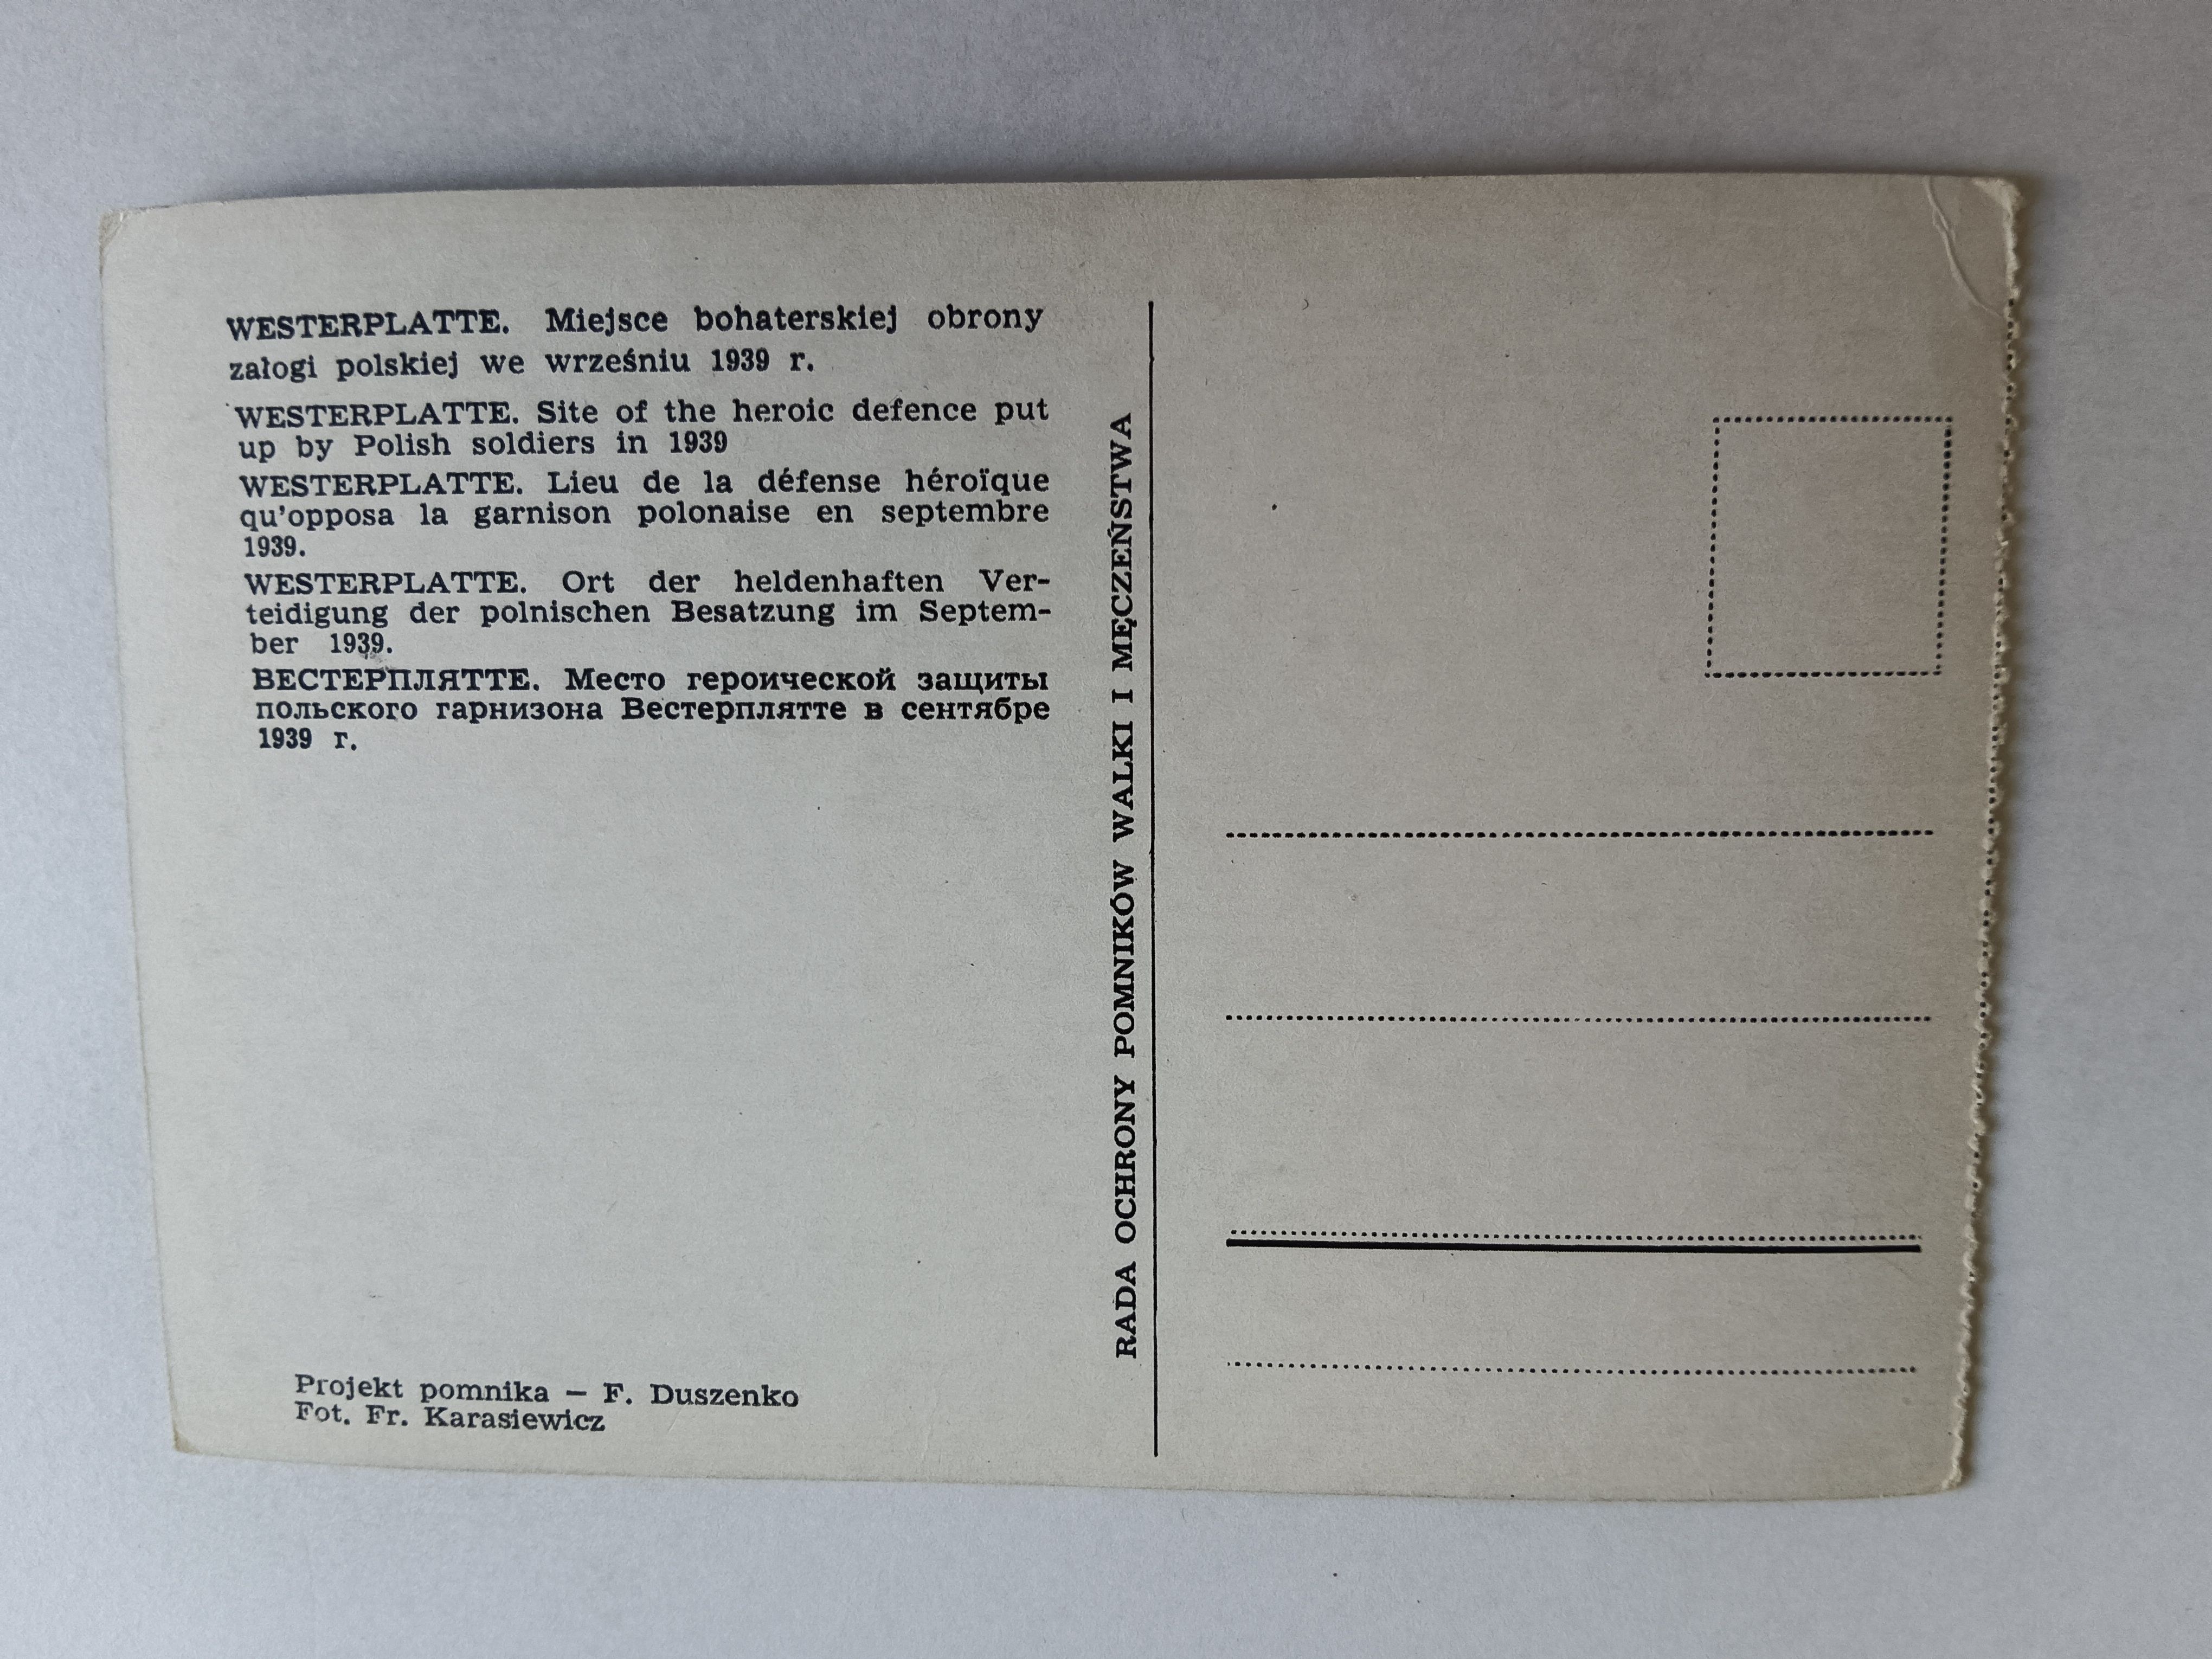 WESTERPLATTE. Miejsce bohaterskiej obrony
załogi polskiej we wrześniu 1939 r.
WESTERPLATTE. Site of the heroic defence put
up by Polish soldiers in 1939
WESTERPLATTE. Lieu de la défense héroïque
qu'opposa la garnison polonaise en septembre
1939.
WESTERPLATTE. Ort der heldenhaften Ver-
teidigung der polnischen Besatzung im Septem-
ber 1939.
ВЕСТЕРПЛЯТТЕ. Место героической защиты
польского гарнизона Вестерплятте в сентябре
1939 г.
Projekt pomnika — F. Duszenko
Fot. Fr. Karasiewicz
RADA OCHRONY POMNIKÓW WALKI I MĘCZEŃSTWA